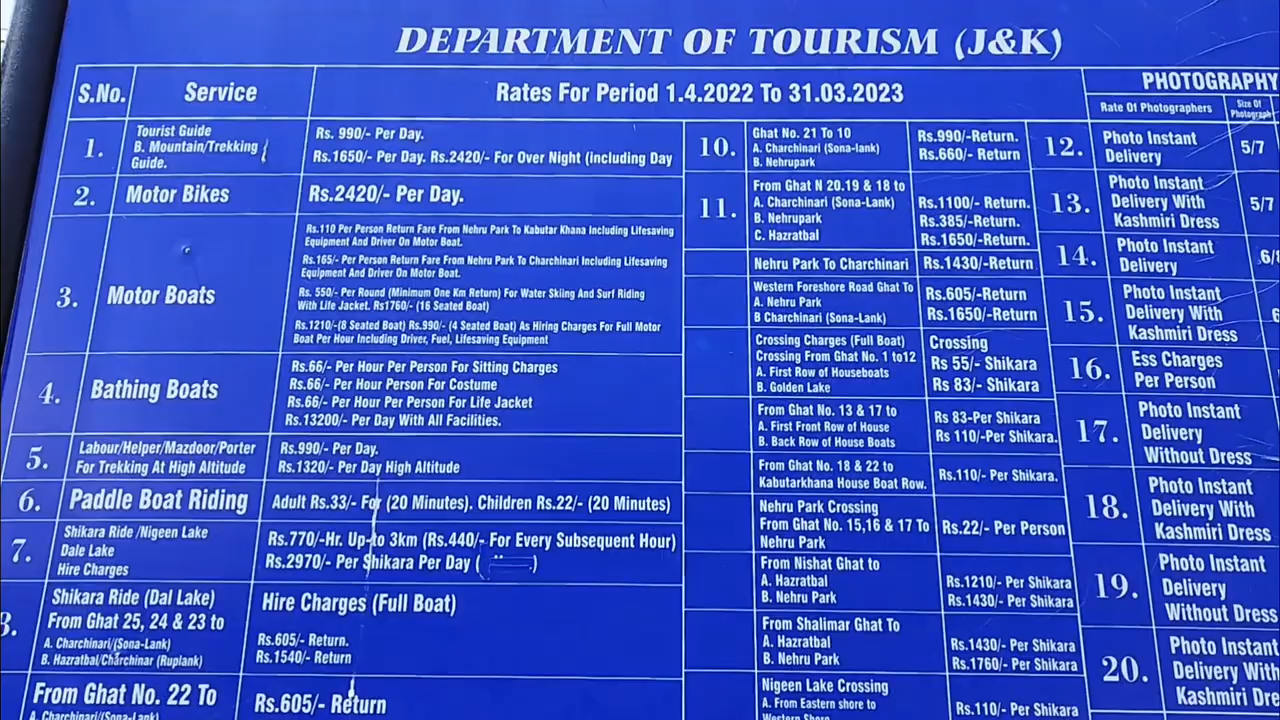 DEPARTMENT OF TOURISM (J&K)
S.No.
Service
Rates For Period 1.4.2022 To 31.03.2023
PHOTOGRAPHY
Rate Of Photographers
Size Of
Photograph
1.
Tourist Guide
B. Mountain/Trekking
Guide.
Rs. 990/- Per Day.
Rs.1650/- Per Day. Rs.2420/- For Over Night (including Day
2.
Motor Bikes
Rs.2420/- Per Day.
3.
Motor Boats
Rs.110 Per Person Return Fare From Nehru Park To Kabutar Khana Including Lifesaving
Equipment And Driver On Motor Boat.
Rs.165/- Per Person Return Fare From Nehru Park To Charchinari Including Lifesaving
Equipment And Driver On Motor Boat.
Rs. 550/- Per Round (Minimum One Km Return) For Water Skiing And Surf Riding
With Life Jacket. Rs1760/- (16 Seated Boat)
Rs.1210/-(8 Seated Boat) Rs.990/- (4 Seated Boat) As Hiring Charges For Full Motor
Boat Per Hour Including Driver, Fuel, Lifesaving Equipment
4.
Bathing Boats
Rs.66/- Per Hour Per Person For Sitting Charges
Rs.66/- Per Hour Person For Costume
Rs.66/- Per Hour Per Person For Life Jacket
Rs.13200/- Per Day With All Facilities.
5.
Labour/Helper/Mazdoor/Porter
For Trekking At High Altitude
Rs.990/- Per Day.
Rs.1320/- Per Day High Altitude
6.
Paddle Boat Riding
Adult Rs.33/- For (20 Minutes). Children Rs.22/- (20 Minutes)
7.
Shikara Ride /Nigeen Lake
Dale Lake
Hire Charges
Rs.770/-Hr. Up-to 3km (Rs.440/- For Every Subsequent Hour)
Rs.2970/- Per Shikara Per Day (
Shikara Ride (Dal Lake)
From Ghat 25, 24 & 23 to
A. Charchinari/(Sona-Lank)
B. Hazratbal/Charchinar (Ruplank)
Hire Charges (Full Boat)
Rs.605/- Return.
Rs.1540/- Return
From Ghat No. 22 To
A. Charchinari/(Sona-Lank)
Rs.605/- Return
10.
Ghat No. 21 To 10
A. Charchinari (Sona-lank)
B. Nehrupark
Rs.990/-Return.
Rs.660/- Return
11.
From Ghat N 20.19 & 18 to
A. Charchinari (Sona-Lank)
B. Nehrupark
C. Hazratbal
Rs.1100/- Return.
Rs.385/-Return.
Rs.1650/-Return.
Nehru Park To Charchinari
Rs.1430/-Return
Western Foreshore Road Ghat To
A. Nehru Park
B Charchinari (Sona-Lank)
Rs.605/-Return
Rs.1650/-Return
Crossing Charges (Full Boat)
Crossing From Ghat No. 1 to12
A. First Row of Houseboats
B. Golden Lake
Crossing
Rs 55/- Shikara
Rs 83/- Shikara
From Ghat No. 13 & 17 to
A. First Front Row of House
B. Back Row of House Boats
Rs 83-Per Shikara
Rs 110/-Per Shikara.
From Ghat No. 18 & 22 to
Kabutarkhana House Boat Row.
Rs.110/- Per Shikara.
Nehru Park Crossing
From Ghat No. 15,16 & 17 To
Nehru Park
Rs.22/- Per Person
From Nishat Ghat to
A. Hazratbal
B. Nehru Park
Rs.1210/- Per Shikara
Rs.1430/- Per Shikara
From Shalimar Ghat To
A. Hazratbal
B. Nehru Park
Rs.1430/- Per Shikara
Rs.1760/- Per Shikara
Nigeen Lake Crossing
A. From Eastern shore to
Western Shore
Rs.110/- Per Shikara
12.
Photo Instant
Delivery
5/7
13.
Photo Instant
Delivery With
Kashmiri Dress
5/7
14.
Photo Instant
Delivery
6/8
15.
Photo Instant
Delivery With
Kashmiri Dress
16.
Ess Charges
Per Person
17.
Photo Instant
Delivery
Without Dress
18.
Photo Instant
Delivery With
Kashmiri Dress
19.
Photo Instant
Delivery
Without Dress
20.
Photo Instant
Delivery With
Kashmiri Dre